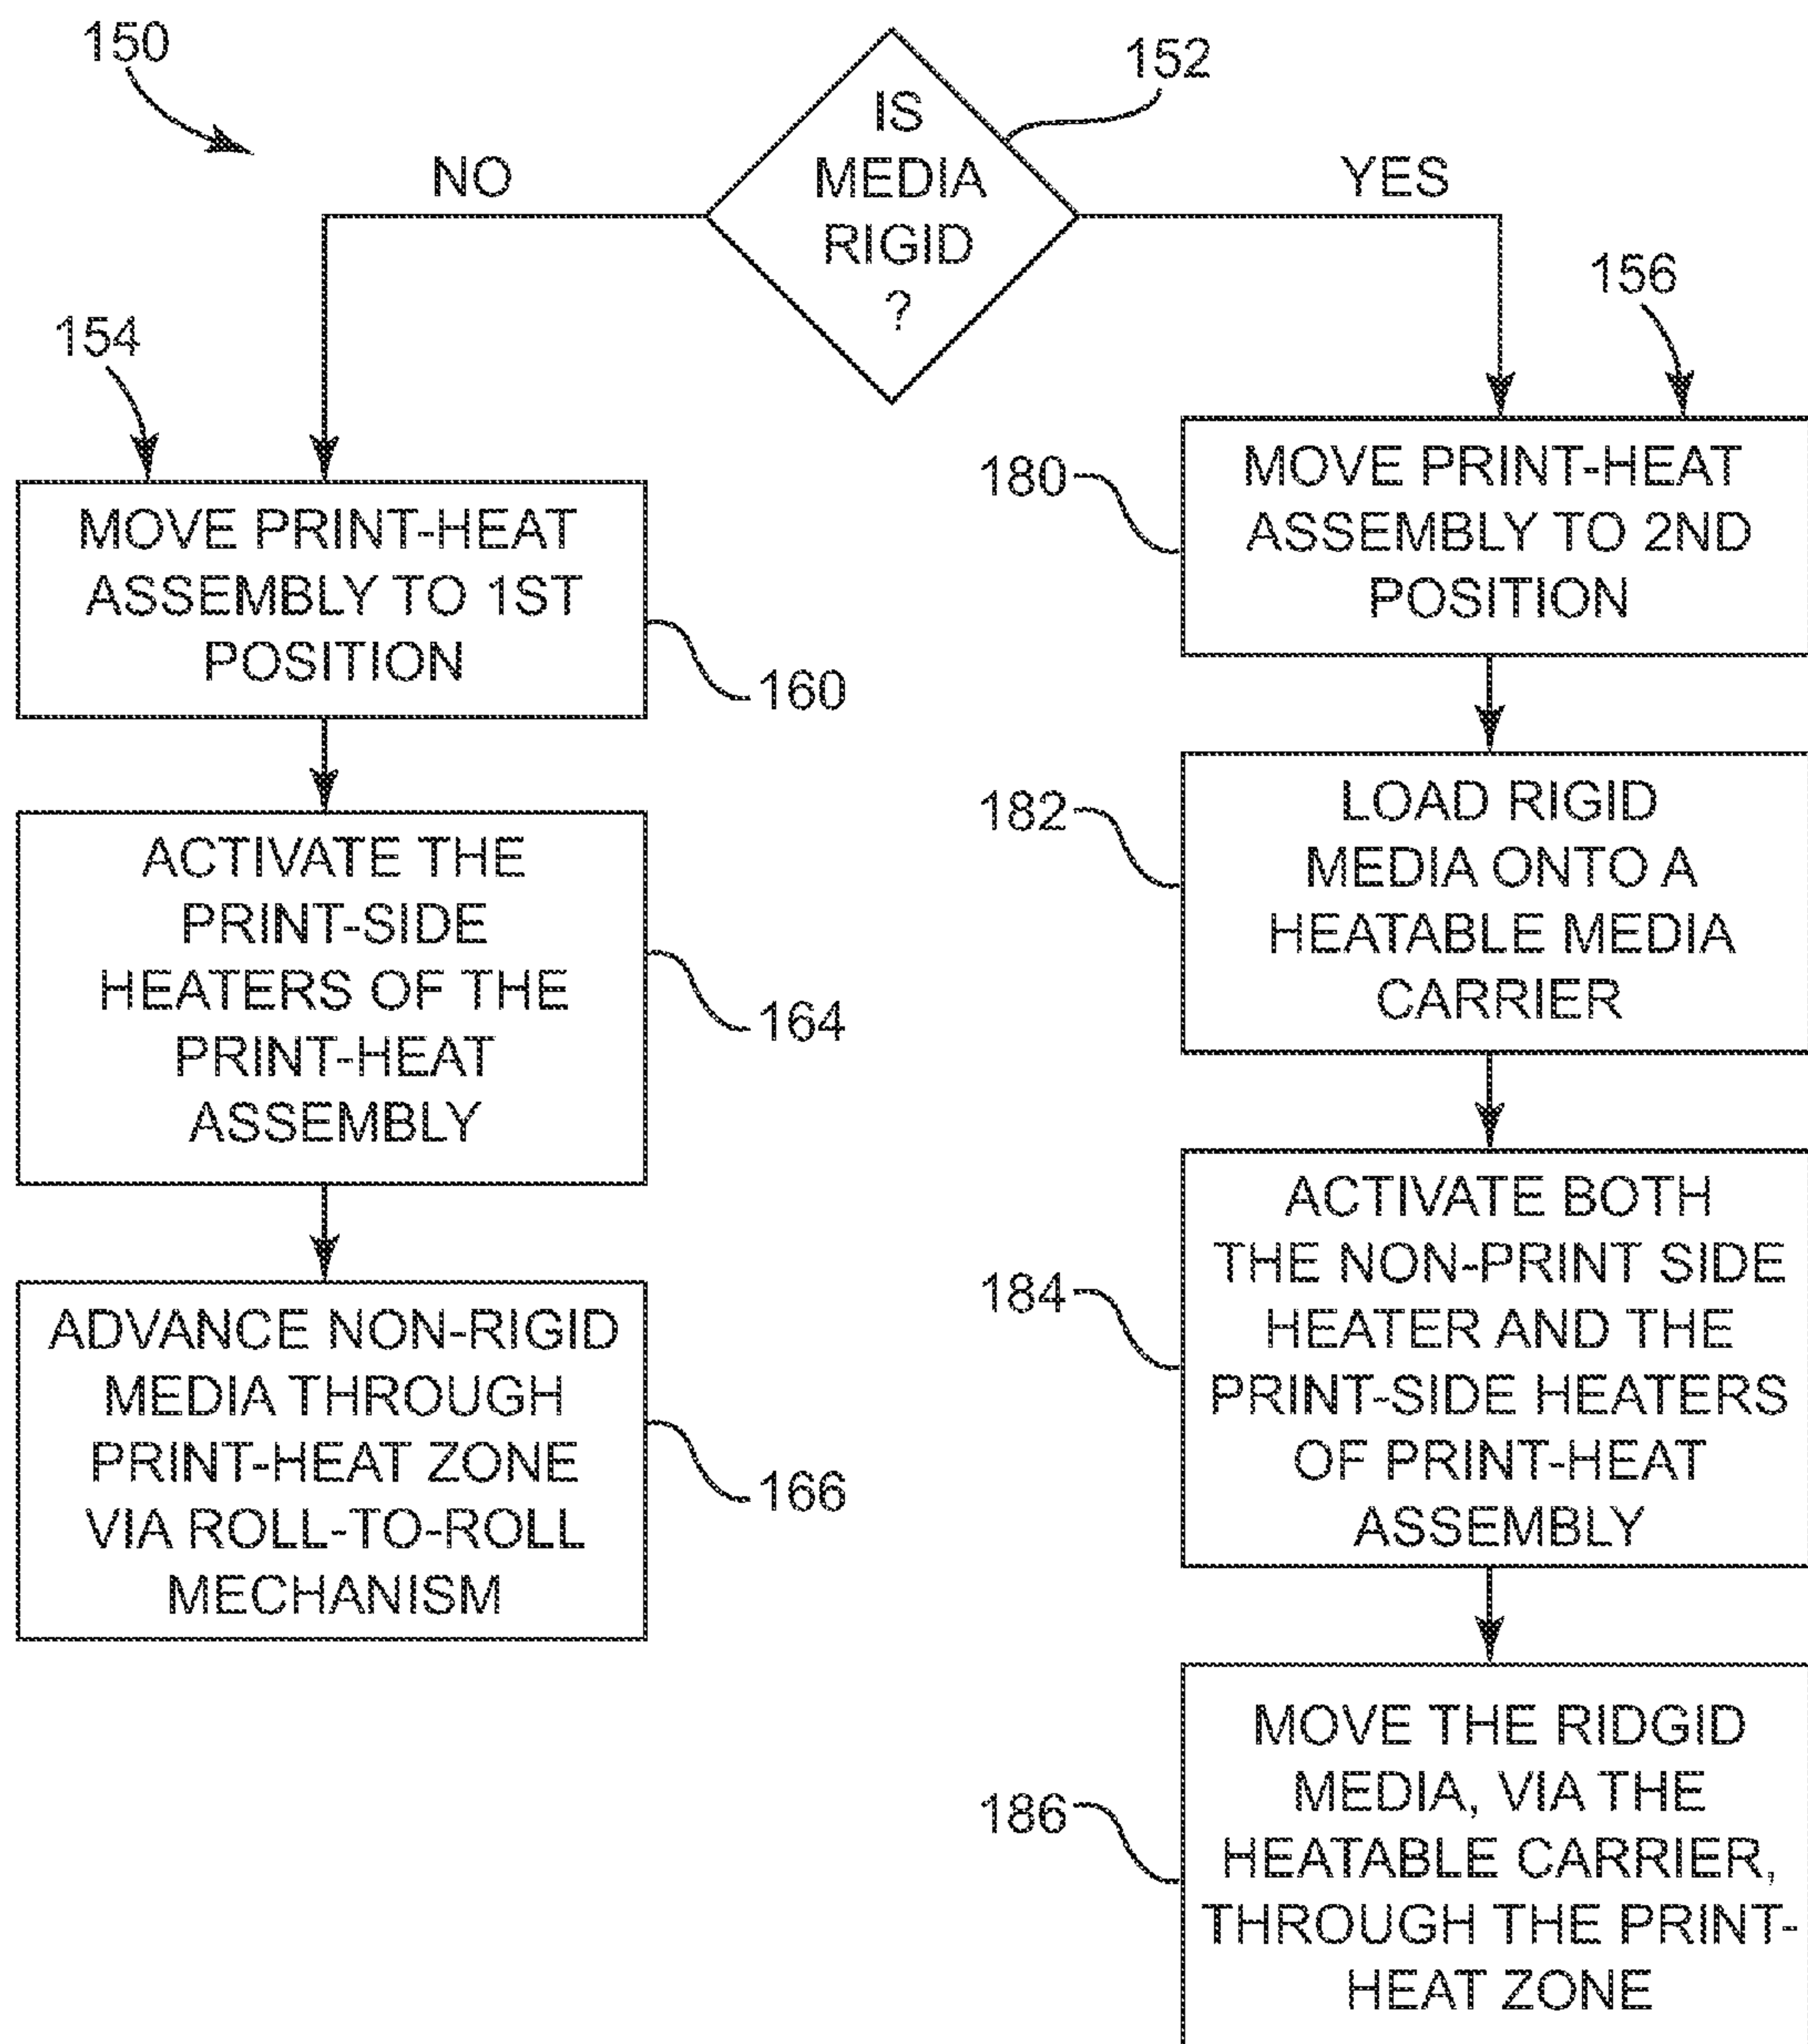 150
152
IS
MEDIA
RIGID
?
NO
YES
154
156
MOVE PRINT-HEAT
ASSEMBLY TO 1ST
POSITION
160
ACTIVATE THE
PRINT-SIDE
HEATERS OF THE
PRINT-HEAT
ASSEMBLY
164
ADVANCE NON-RIGID
MEDIA THROUGH
PRINT-HEAT ZONE
VIA ROLL-TO-ROLL
MECHANISM
166
180
MOVE PRINT-HEAT
ASSEMBLY TO 2ND
POSITION
182
LOAD RIGID
MEDIA ONTO A
HEATABLE MEDIA
CARRIER
184
ACTIVATE BOTH
THE NON-PRINT SIDE
HEATER AND THE
PRINT-SIDE HEATERS
OF PRINT-HEAT
ASSEMBLY
186
MOVE THE RIDGID
MEDIA, VIA THE
HEATABLE CARRIER,
THROUGH THE PRINT-
HEAT ZONE